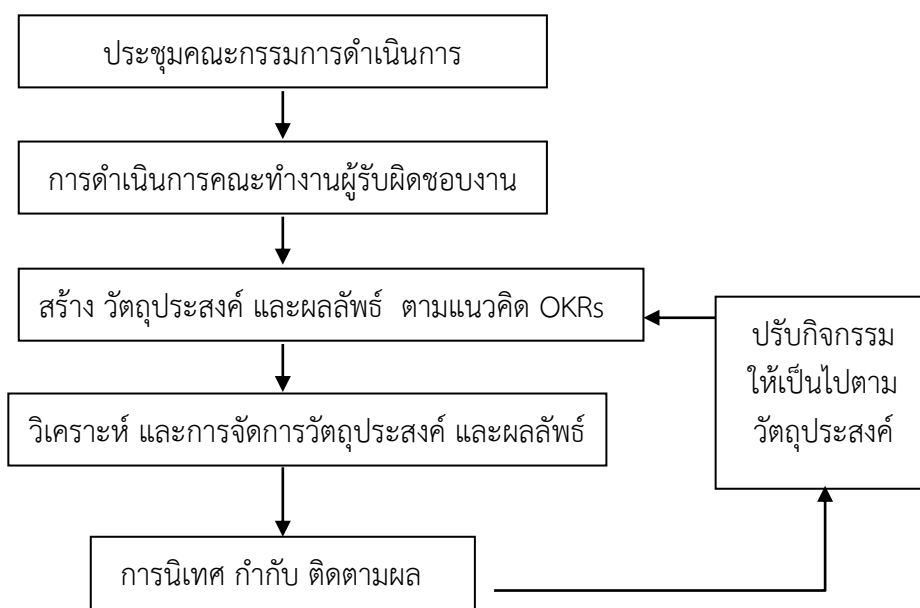 ประชุมคณะกรรมการดำเนินการ
การดำเนินการคณะทำงานผู้รับผิดชอบงาน
สร้าง วัตถุประสงค์ และผลลัพธ์ ตามแนวคิด OKRs
ปรับกิจกรรม
ให้เป็นไปตาม
วัตถุประสงค์
วิเคราะห์ และการจัดการวัตถุประสงค์ และผลลัพธ์
การนิเทศ กำกับ ติดตามผล